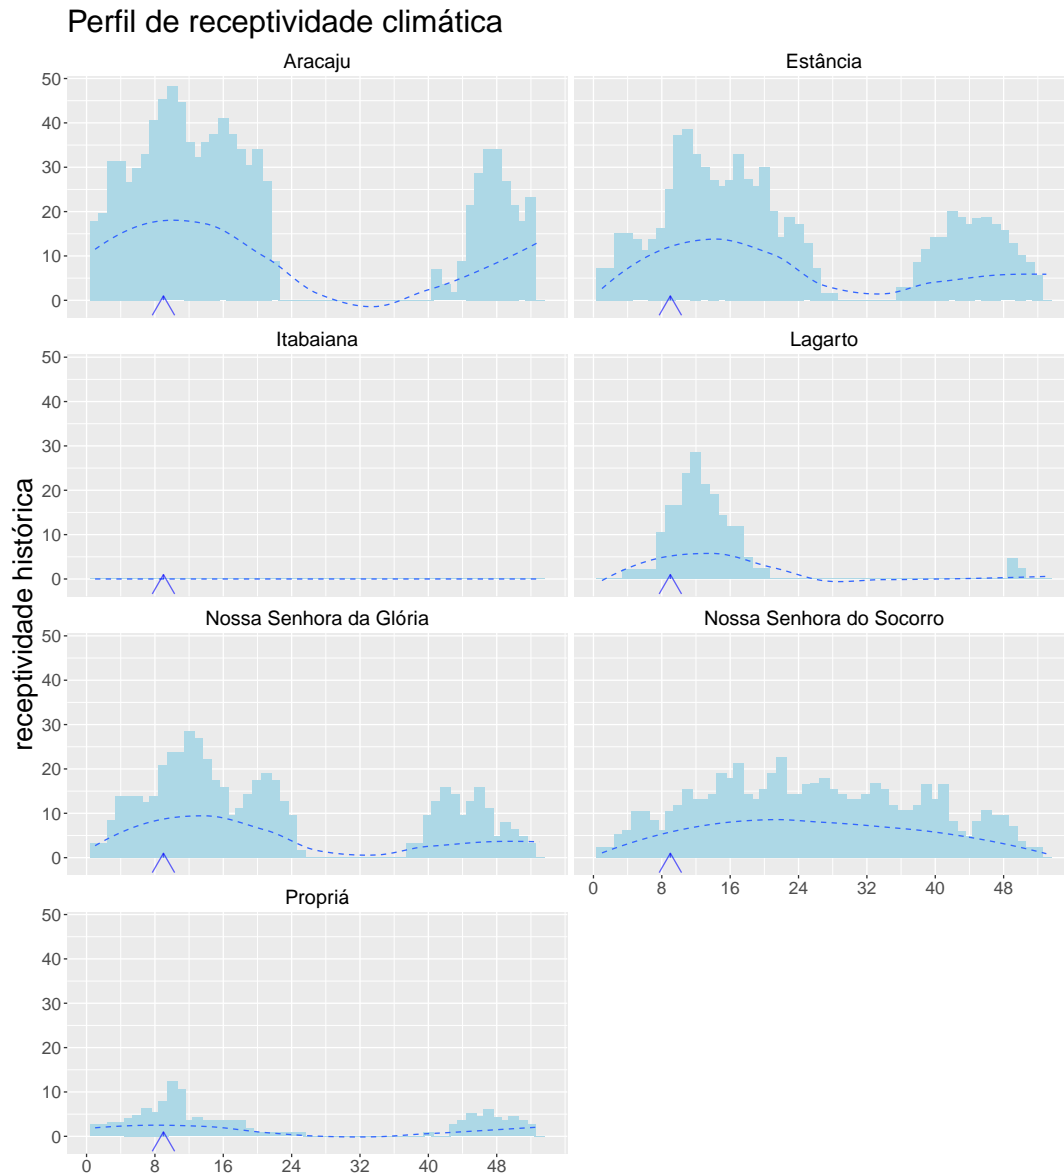 Perfil de receptividade climática
Aracaju
Estância
50
40
30
20
10
0
Itabaiana
Lagarto
50
40
30
20
10
0
receptividade histórica
Nossa Senhora da Glória
Nossa Senhora do Socorro
50
40
30
20
10
0
0 8 16 24 32 40 48
Propriá
50
40
30
20
10
0
0 8 16 24 32 40 48